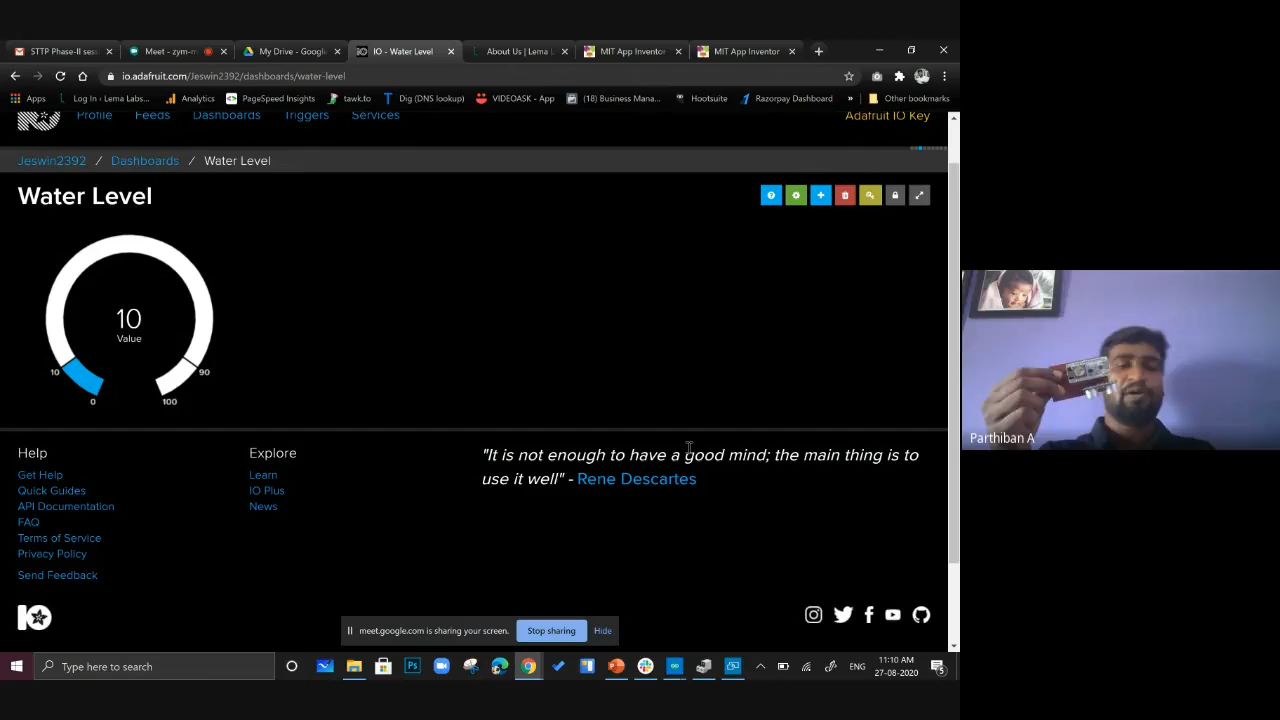 STTP Phase-II ses
Meet - zym-m
My Drive - Google
IO - Water Level
About Us | Lema L
MIT App Inventor
MIT App Inventor
io.adafruit.com/Jeswin2392/dashboards/water-level
Apps
Log In ‹ Lema Labs...
Analytics
PageSpeed Insights
tawk.to
Dig (DNS lookup)
VIDEOASK - App
(18) Business Mana...
Hootsuite
Razorpay Dashboard
»
Other bookmarks
Profile Feeds Dashboards Triggers Services
Adafruit IO Key
Jeswin2392 / Dashboards / Water Level
Water Level
10
Value
10
90
0
100
Parthiban A
Help
Get Help
Quick Guides
API Documentation
FAQ
Terms of Service
Privacy Policy
Send Feedback
Explore
Learn
IO Plus
News
"It is not enough to have a good mind; the main thing is to
use it well" - Rene Descartes
IO
meet.google.com is sharing your screen.
Stop sharing
Hide
Type here to search
ENG
11:10 AM
27-08-2020
5